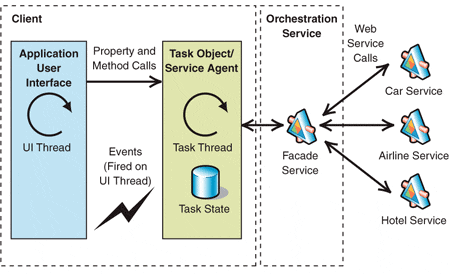 Client
Application
User
Interface
UI Thread
Property and
Method Calls
Events
(Fired on
UI Thread)
Task Object/
Service Agent
Task Thread
Task State
Orchestration
Service
Facade
Service
Web
Service
Calls
Car Service
Airline Service
Hotel Service